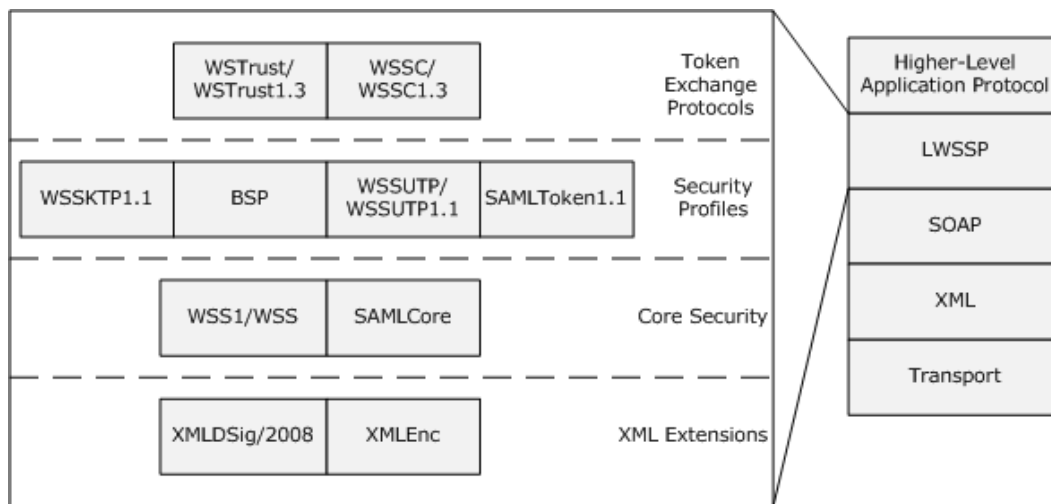 WSTrust/
WSTrust1.3
WSSC/
WSSC1.3
Token
Exchange
Protocols
WSSKTP1.1
BSP
WSSUTP/
WSSUTP1.1
SAMLToken1.1
Security
Profiles
WSS1/WSS
SAMLCore
Core Security
XMLDSig/2008
XMLEnc
XML Extensions
Higher-Level
Application Protocol
LWSSP
SOAP
XML
Transport